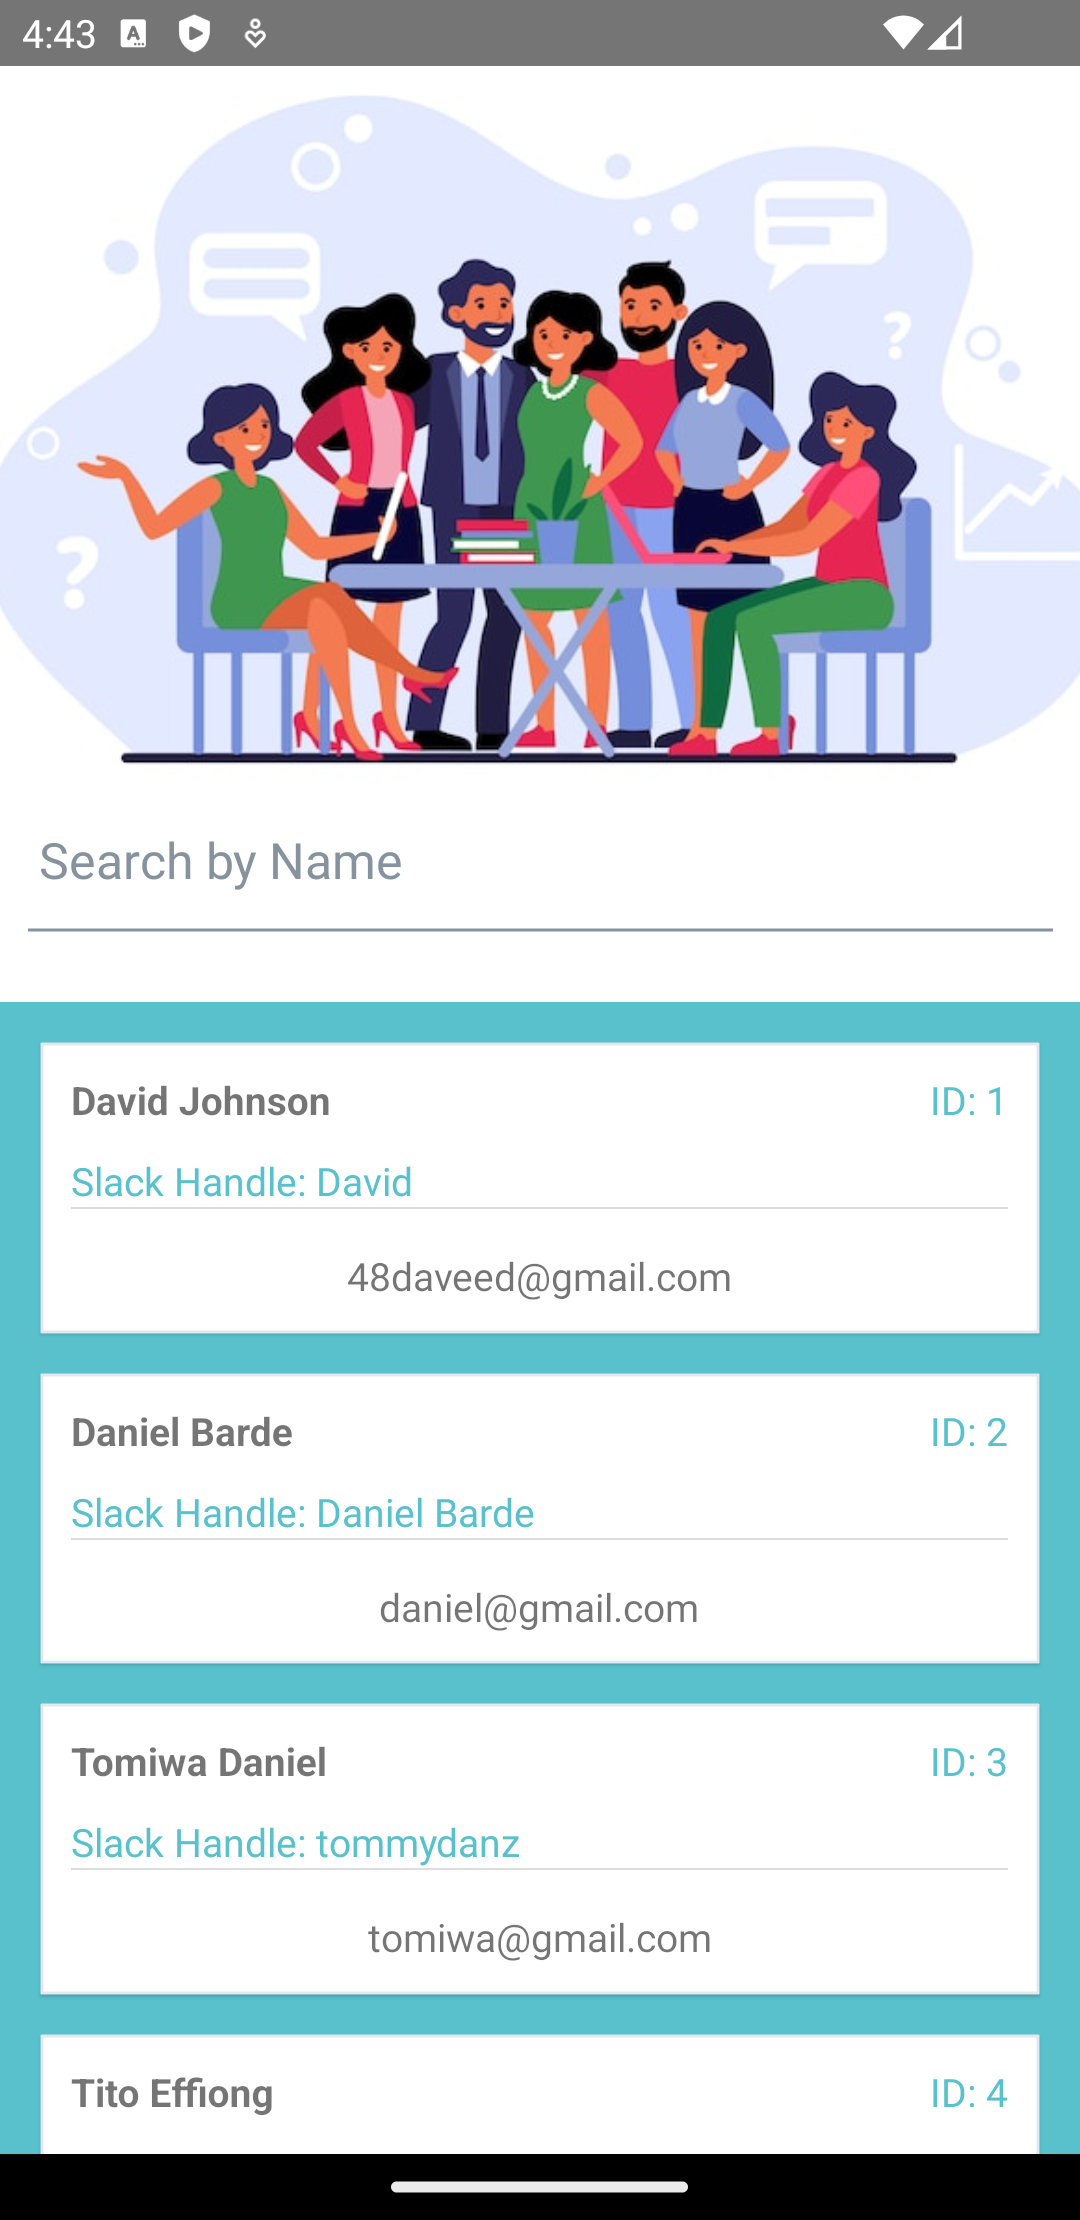 4:43
Search by Name
David Johnson
ID: 1
Slack Handle: David
48daveed@gmail.com
Daniel Barde
ID: 2
Slack Handle: Daniel Barde
daniel@gmail.com
Tomiwa Daniel
ID: 3
Slack Handle: tommydanz
tomiwa@gmail.com
Tito Effiong
ID: 4